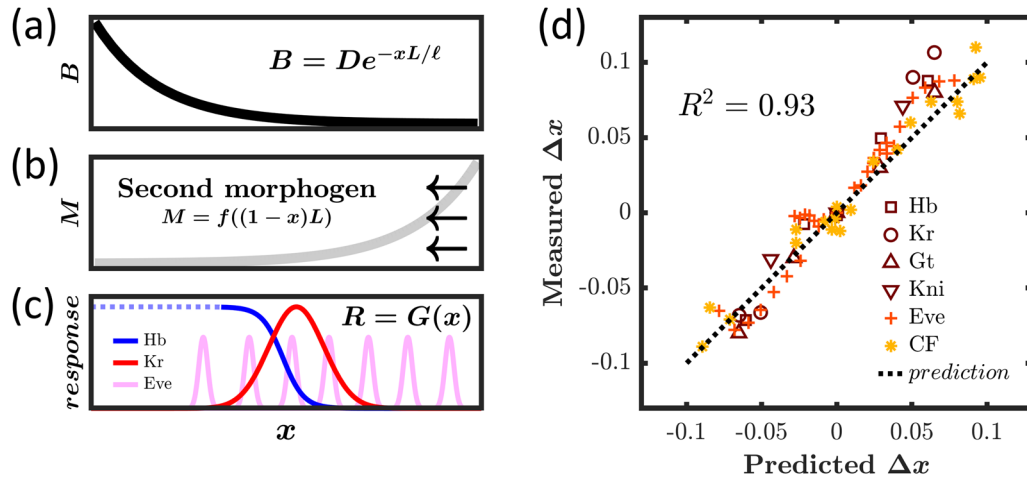 (a)
B
B = De^{-xL/ℓ}
(b)
M
Second morphogen
M = f((1 − x)L)
(c)
response
R = G(x)
Hb
Kr
Eve
x
(d)
Measured Δx
0.1
0.05
0
-0.05
-0.1
R² = 0.93
Hb
Kr
Gt
Kni
Eve
CF
prediction
-0.1 -0.05 0 0.05 0.1
Predicted Δx